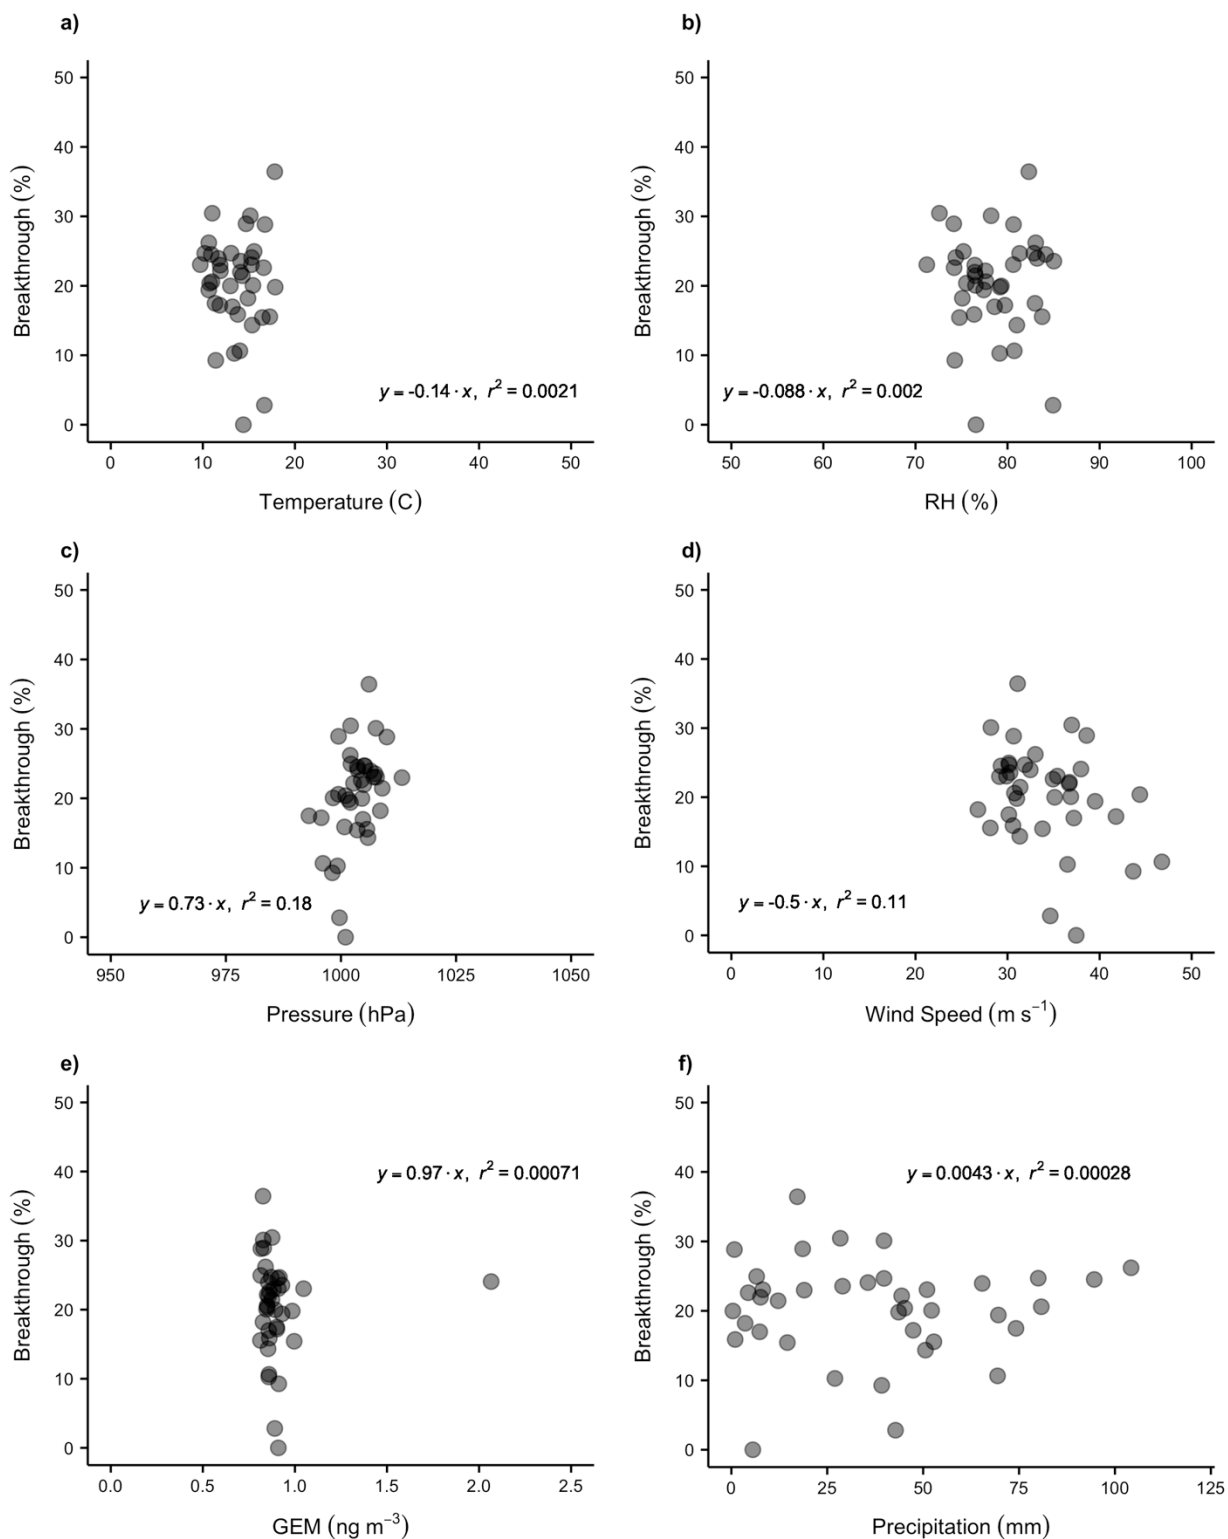 a)
50
40
30
20
10
0
Breakthrough (%)
y = -0.14 · x, r² = 0.0021
0 10 20 30 40 50
Temperature (C)
b)
50
40
30
20
10
0
Breakthrough (%)
y = -0.088 · x, r² = 0.002
50 60 70 80 90 100
RH (%)
c)
50
40
30
20
10
0
Breakthrough (%)
y = 0.73 · x, r² = 0.18
950 975 1000 1025 1050
Pressure (hPa)
d)
50
40
30
20
10
0
Breakthrough (%)
y = -0.5 · x, r² = 0.11
0 10 20 30 40 50
Wind Speed (m s⁻¹)
e)
50
40
30
20
10
0
Breakthrough (%)
y = 0.97 · x, r² = 0.00071
0.0 0.5 1.0 1.5 2.0 2.5
GEM (ng m⁻³)
f)
50
40
30
20
10
0
Breakthrough (%)
y = 0.0043 · x, r² = 0.00028
0 25 50 75 100 125
Precipitation (mm)